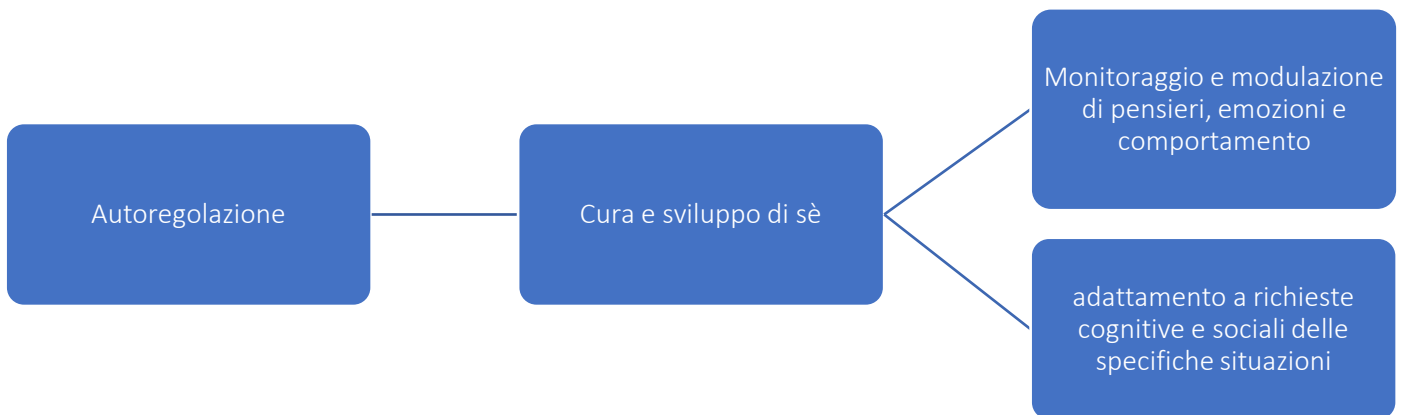 Autoregolazione
Cura e sviluppo di sè
Monitoraggio e modulazione
di pensieri, emozioni e
comportamento
adattamento a richieste
cognitive e sociali delle
specifiche situazioni